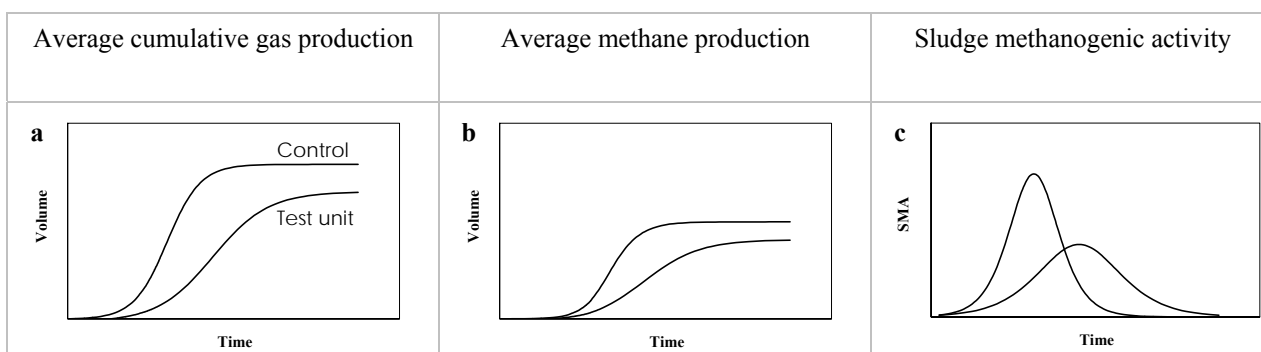 Average cumulative gas production
Average methane production
Sludge methanogenic activity
a
Control
Test unit
Volume
Time
b
Volume
Time
c
SMA
Time